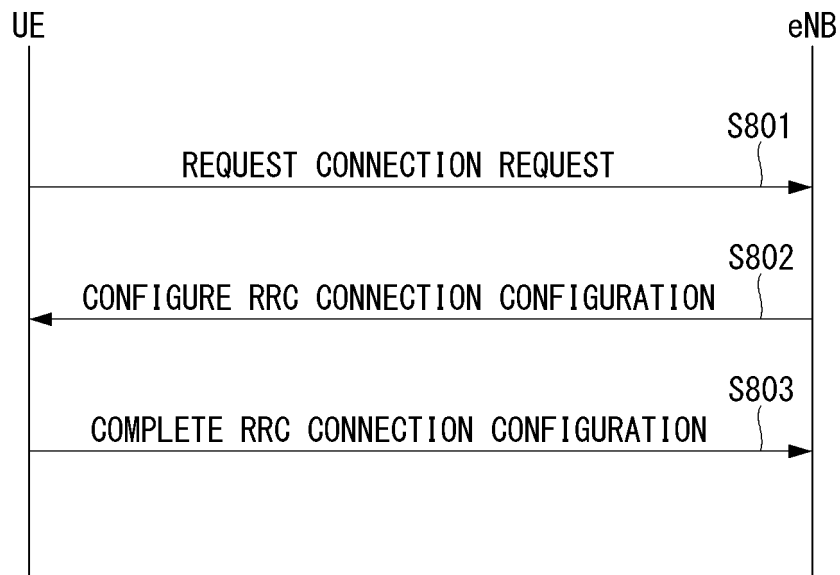 UE
eNB
S801
REQUEST CONNECTION REQUEST
S802
CONFIGURE RRC CONNECTION CONFIGURATION
S803
COMPLETE RRC CONNECTION CONFIGURATION